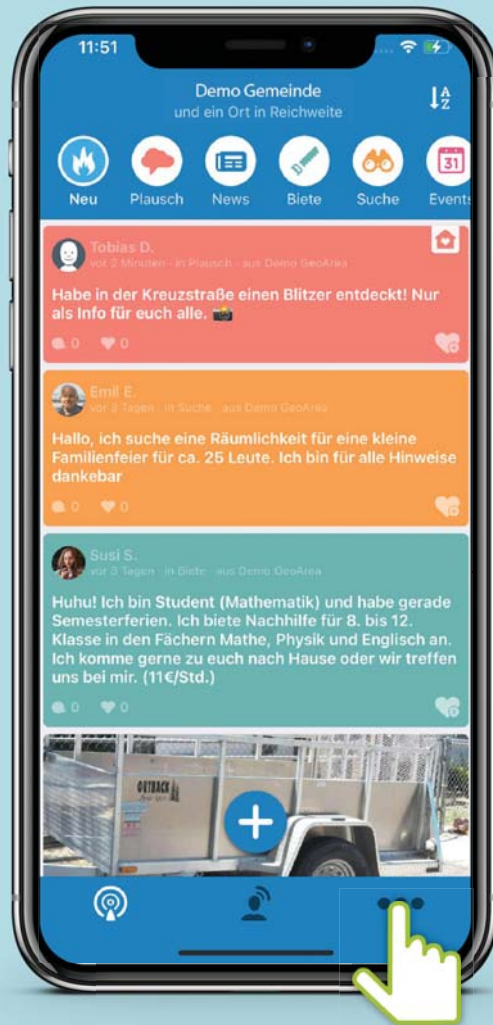 11:51
Demo Gemeinde
und ein Ort in Reichweite
A
Z
Neu
Plausch
News
Biete
Suche
31
Events
Tobias D.
vor 2 Minuten · in Plausch · aus Demo GeoArea
Habe in der Kreuzstraße einen Blitzer entdeckt! Nur
als Info für euch alle. 📸
0 0
Emil E.
vor 3 Tagen · in Suche · aus Demo GeoArea
Hallo, ich suche eine Räumlichkeit für eine kleine
Familienfeier für ca. 25 Leute. Ich bin für alle Hinweise
dankebar
0 0
Susi S.
vor 3 Tagen · in Biete · aus Demo GeoArea
Huhu! Ich bin Student (Mathematik) und habe gerade
Semesterferien. Ich biete Nachhilfe für 8. bis 12.
Klasse in den Fächern Mathe, Physik und Englisch an.
Ich komme gerne zu euch nach Hause oder wir treffen
uns bei mir. (11€/Std.)
0 0
OUTBACK